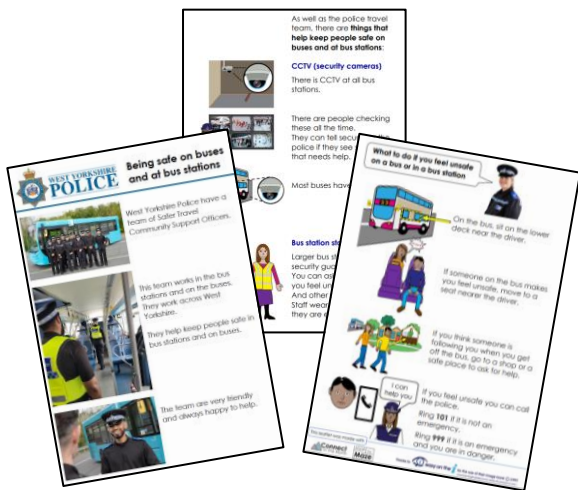 As well as the police travel
team, there are things that
help keep people safe on
buses and at bus stations:
CCTV (security cameras)
There is CCTV at all bus
stations.
There are people checking
these all the time.
They can tell
police if they see
that needs help.
Most buses have
Bus station
Larger bus
security
You can
you feel
And other
Staff wear
they are
WEST YORKSHIRE
POLICE
Being safe on buses
and at bus stations
West Yorkshire Police have a
team of Safer Travel
Community Support Officers.
This team works in the bus
stations and on the buses.
They work across West
Yorkshire.
They help keep people safe in
bus stations and on buses.
The team are very friendly
and always happy to help.
What to do if you feel unsafe
on a bus or in a bus station
On the bus, sit on the lower
deck near the driver.
If someone on the bus makes
you feel unsafe, move to a
seat nearer the driver.
If you think someone is
following you when you get
off the bus, go to a shop or a
safe place to ask for help.
I can
help you
If you feel unsafe you can call
the police.
Ring 101 if it is not an
emergency.
Ring 999 if it is an emergency
and you are in danger.
Connect
Maze
easy on the i